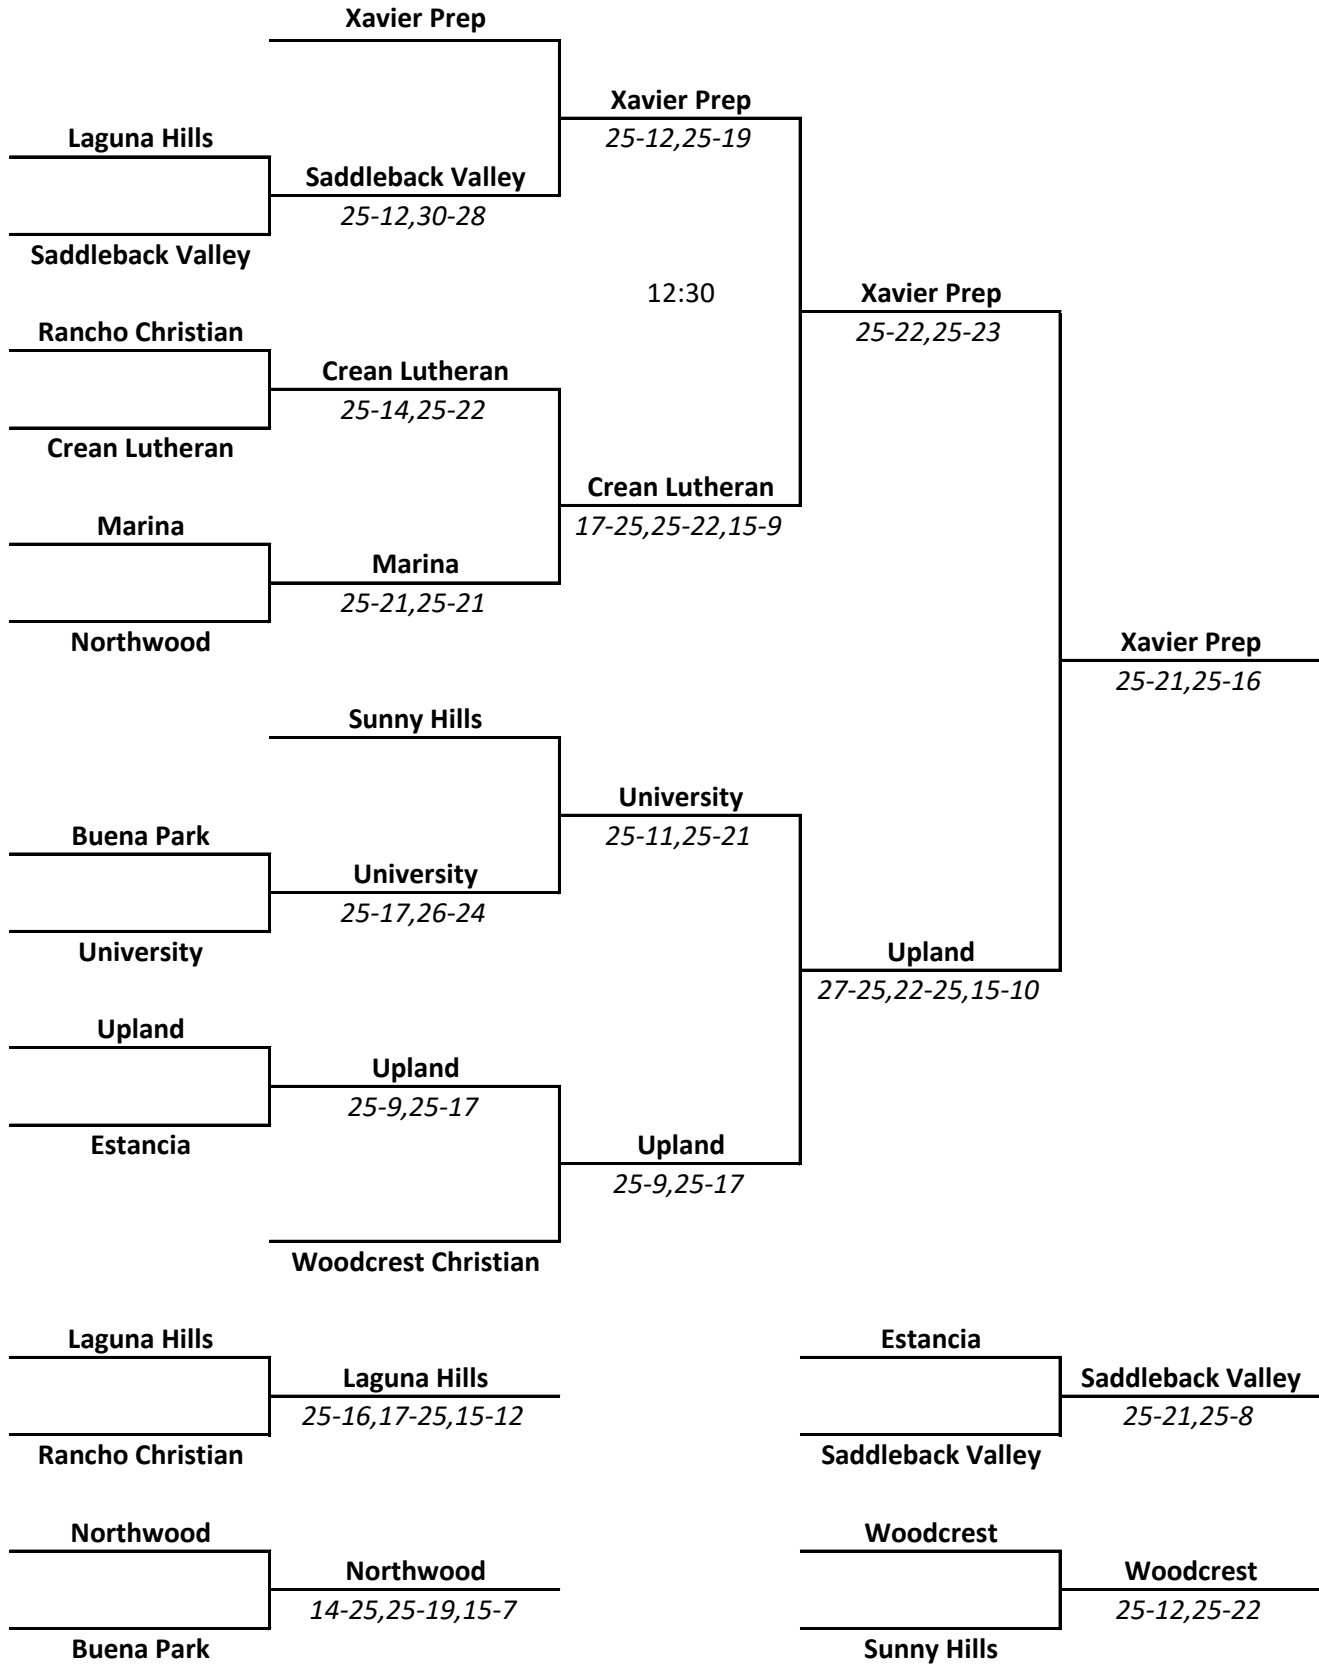 Xavier Prep
Xavier Prep
25-12,25-19
Laguna Hills
Saddleback Valley
25-12,30-28
Saddleback Valley
12:30
Xavier Prep
25-22,25-23
Rancho Christian
Crean Lutheran
25-14,25-22
Crean Lutheran
Crean Lutheran
17-25,25-22,15-9
Marina
Marina
25-21,25-21
Northwood
Xavier Prep
25-21,25-16
Sunny Hills
University
25-11,25-21
Buena Park
University
25-17,26-24
University
Upland
27-25,22-25,15-10
Upland
Upland
25-9,25-17
Estancia
Upland
25-9,25-17
Woodcrest Christian
Laguna Hills
Laguna Hills
25-16,17-25,15-12
Rancho Christian
Estancia
Saddleback Valley
25-21,25-8
Saddleback Valley
Northwood
Northwood
14-25,25-19,15-7
Buena Park
Woodcrest
Woodcrest
25-12,25-22
Sunny Hills